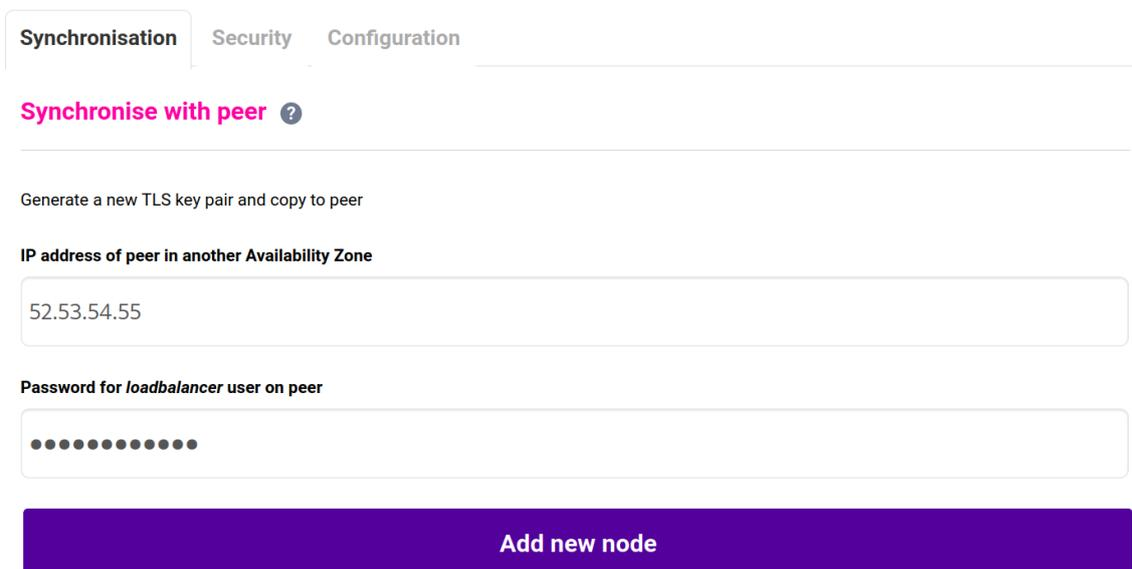 Synchronisation Security Configuration
Synchronise with peer ?
Generate a new TLS key pair and copy to peer
IP address of peer in another Availability Zone
52.53.54.55
Password for loadbalancer user on peer
●●●●●●●●●●●●
Add new node